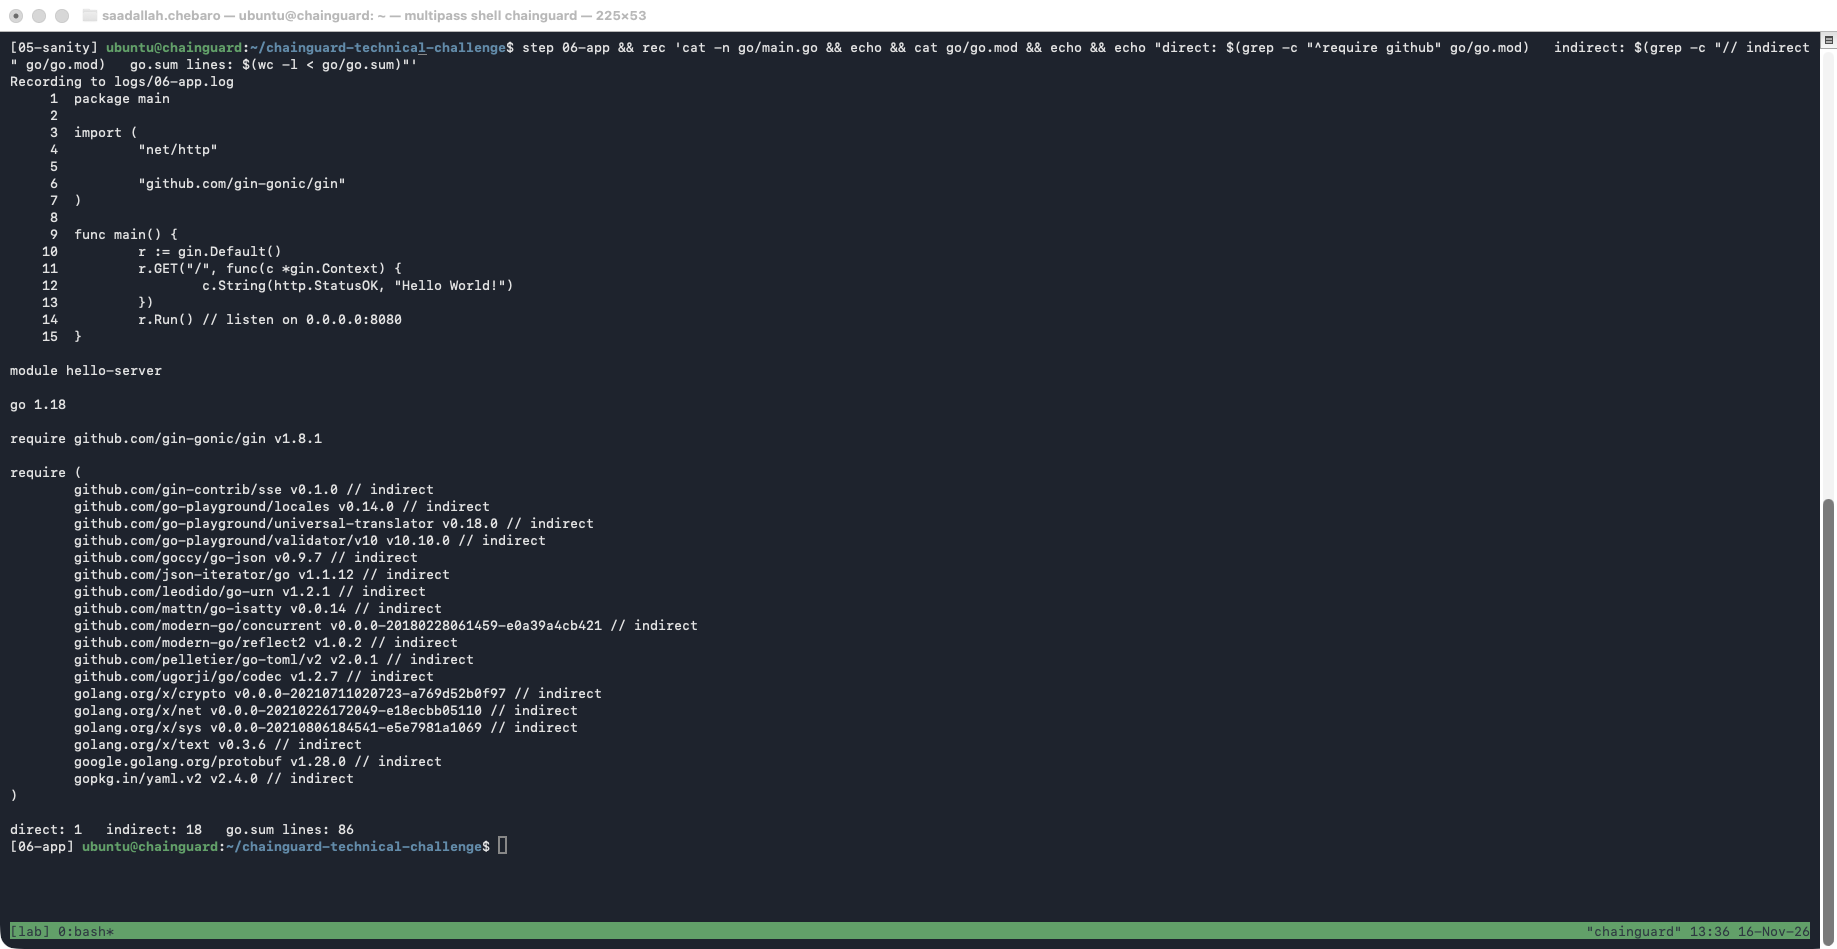 saadallah.chebaro — ubuntu@chainguard: ~ — multipass shell chainguard — 225×53
[05-sanity] ubuntu@chainguard:~/chainguard-technical-challenge$ step 06-app && rec 'cat -n go/main.go && echo && cat go/go.mod && echo && echo "direct: $(grep -c "^require github" go/go.mod)   indirect: $(grep -c "// indirect
" go/go.mod)   go.sum lines: $(wc -l < go/go.sum)"'
Recording to logs/06-app.log
     1  package main
     2
     3  import (
     4          "net/http"
     5
     6          "github.com/gin-gonic/gin"
     7  )
     8
     9  func main() {
    10          r := gin.Default()
    11          r.GET("/", func(c *gin.Context) {
    12                  c.String(http.StatusOK, "Hello World!")
    13          })
    14          r.Run() // listen on 0.0.0.0:8080
    15  }
module hello-server
go 1.18
require github.com/gin-gonic/gin v1.8.1
require (
        github.com/gin-contrib/sse v0.1.0 // indirect
        github.com/go-playground/locales v0.14.0 // indirect
        github.com/go-playground/universal-translator v0.18.0 // indirect
        github.com/go-playground/validator/v10 v10.10.0 // indirect
        github.com/goccy/go-json v0.9.7 // indirect
        github.com/json-iterator/go v1.1.12 // indirect
        github.com/leodido/go-urn v1.2.1 // indirect
        github.com/mattn/go-isatty v0.0.14 // indirect
        github.com/modern-go/concurrent v0.0.0-20180228061459-e0a39a4cb421 // indirect
        github.com/modern-go/reflect2 v1.0.2 // indirect
        github.com/pelletier/go-toml/v2 v2.0.1 // indirect
        github.com/ugorji/go/codec v1.2.7 // indirect
        golang.org/x/crypto v0.0.0-20210711020723-a769d52b0f97 // indirect
        golang.org/x/net v0.0.0-20210226172049-e18ecbb05110 // indirect
        golang.org/x/sys v0.0.0-20210806184541-e5e7981a1069 // indirect
        golang.org/x/text v0.3.6 // indirect
        google.golang.org/protobuf v1.28.0 // indirect
        gopkg.in/yaml.v2 v2.4.0 // indirect
)
direct: 1   indirect: 18   go.sum lines: 86
[06-app] ubuntu@chainguard:~/chainguard-technical-challenge$
[lab] 0:bash* "chainguard" 13:36 16-Nov-26